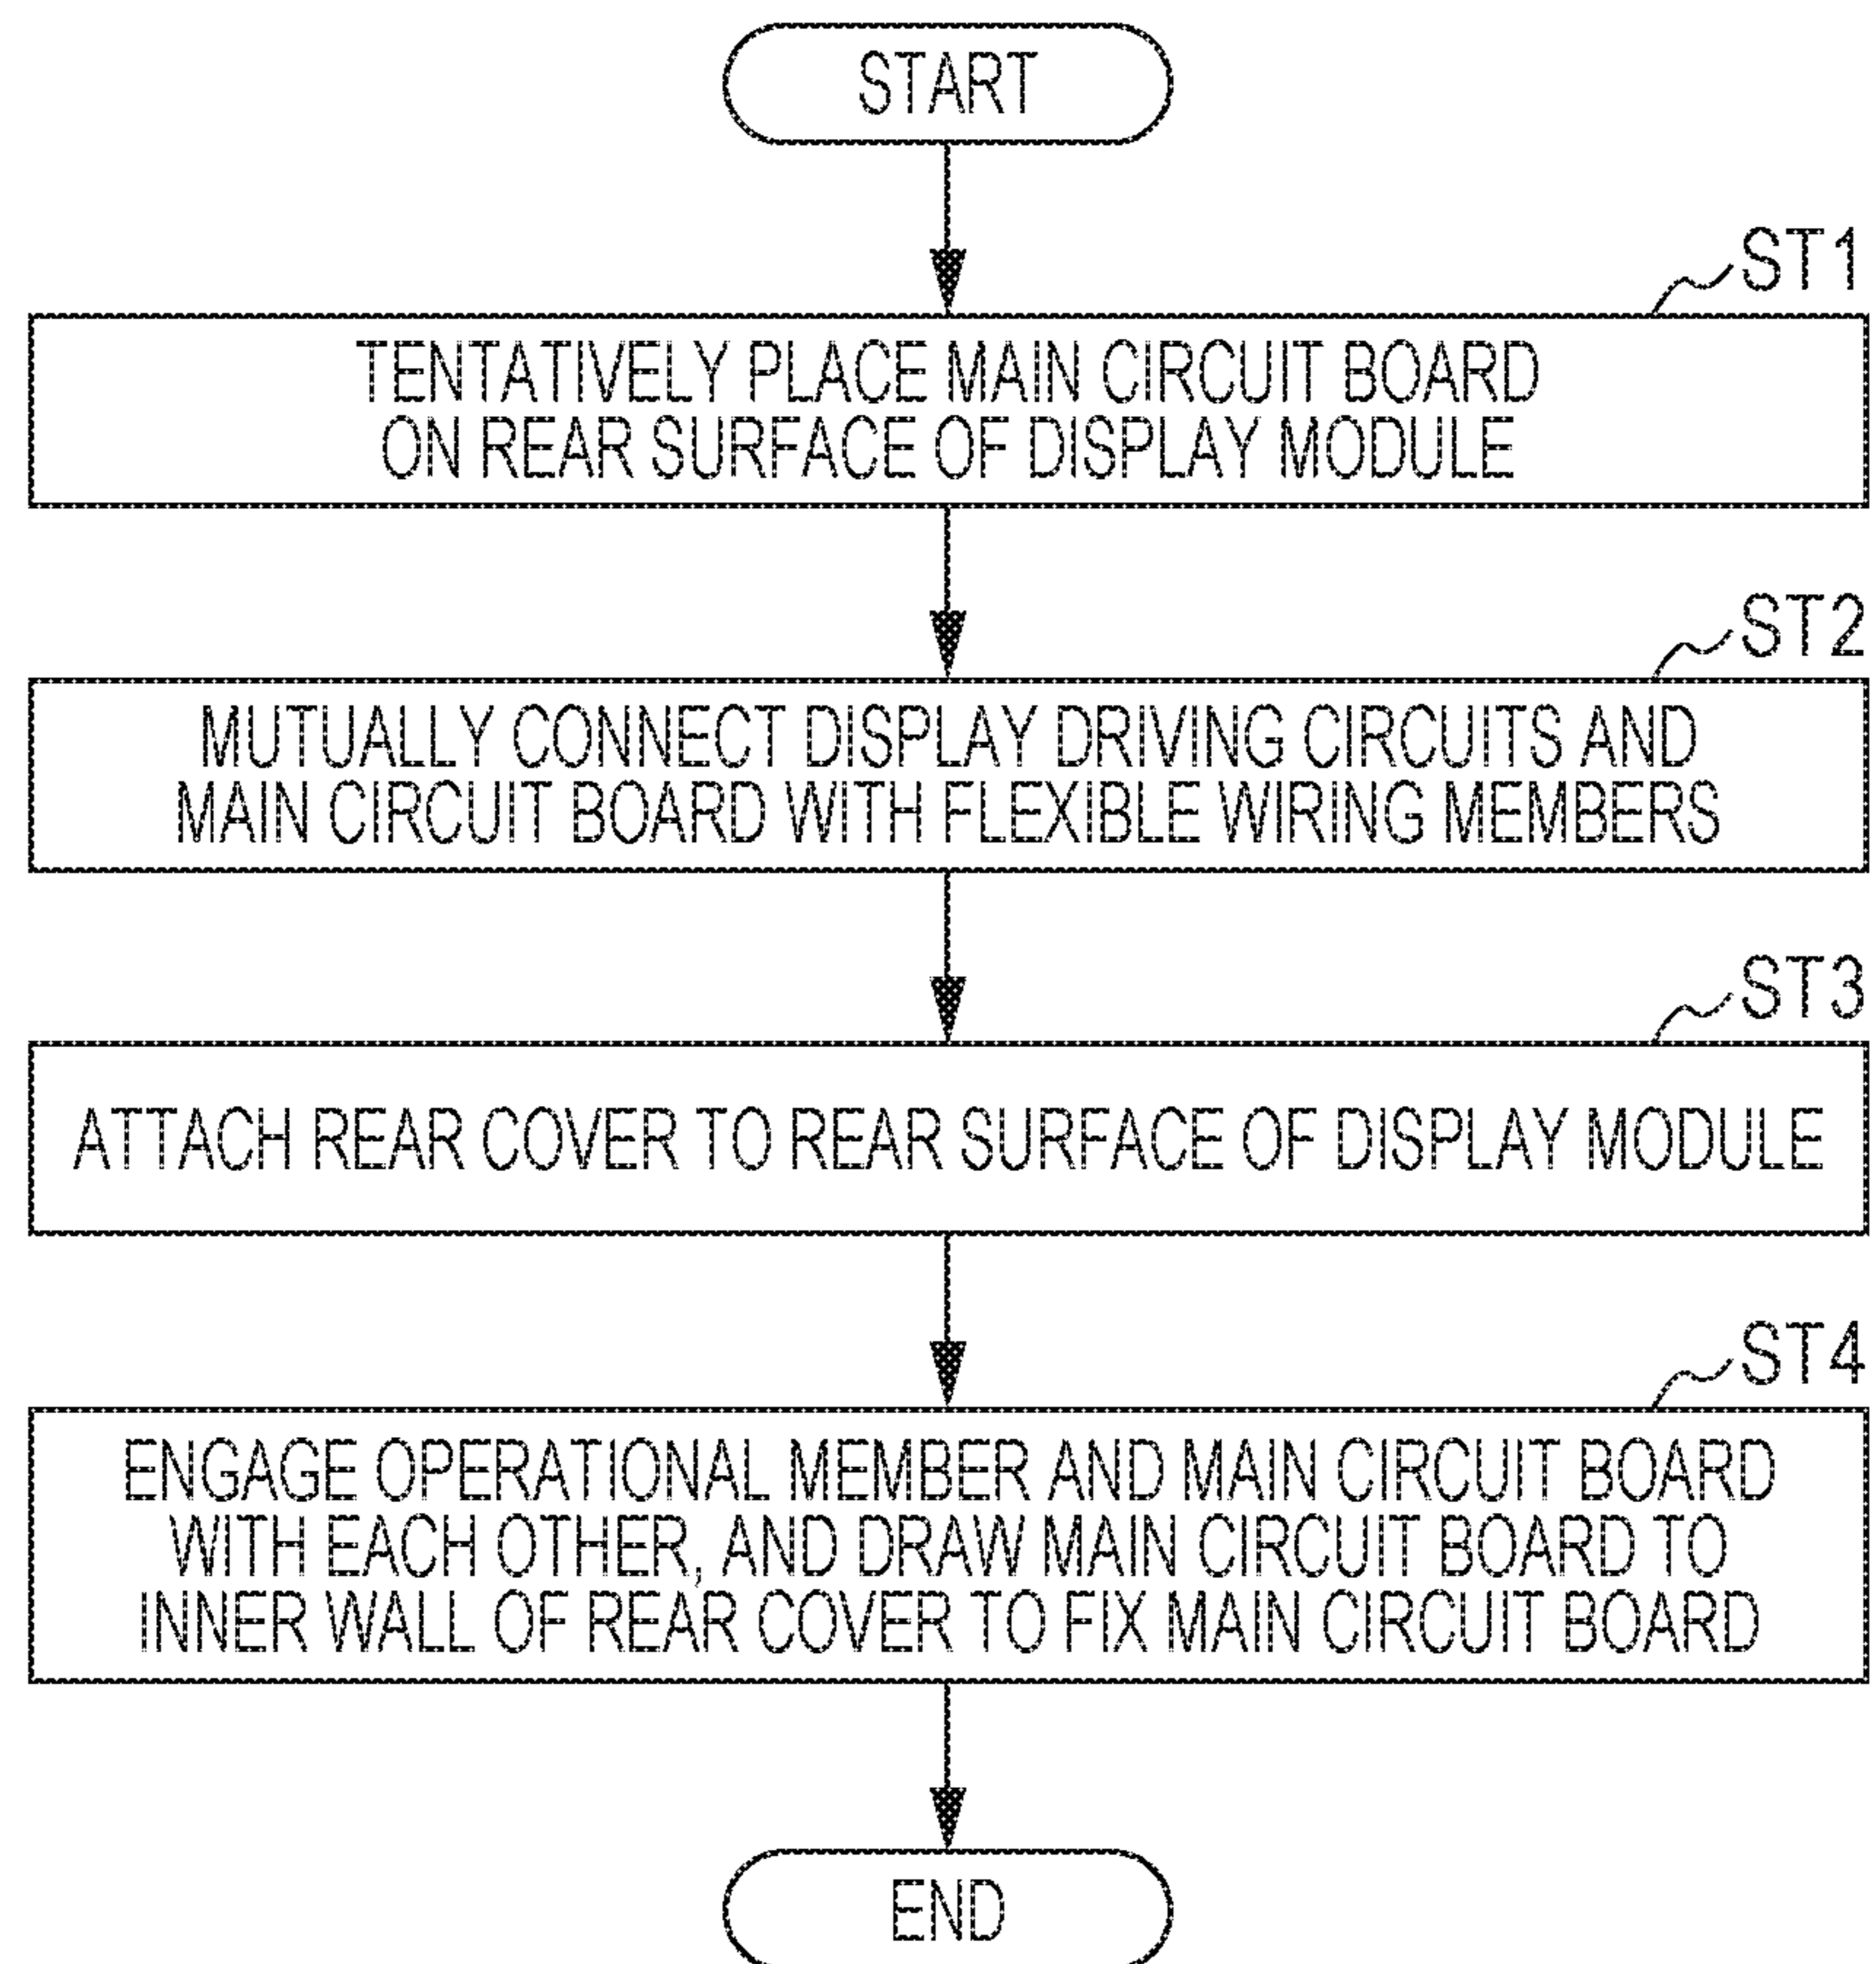 START
ST1
TENTATIVELY PLACE MAIN CIRCUIT BOARD
ON REAR SURFACE OF DISPLAY MODULE
ST2
MUTUALLY CONNECT DISPLAY DRIVING CIRCUITS AND
MAIN CIRCUIT BOARD WITH FLEXIBLE WIRING MEMBERS
ST3
ATTACH REAR COVER TO REAR SURFACE OF DISPLAY MODULE
ST4
ENGAGE OPERATIONAL MEMBER AND MAIN CIRCUIT BOARD
WITH EACH OTHER, AND DRAW MAIN CIRCUIT BOARD TO
INNER WALL OF REAR COVER TO FIX MAIN CIRCUIT BOARD
END